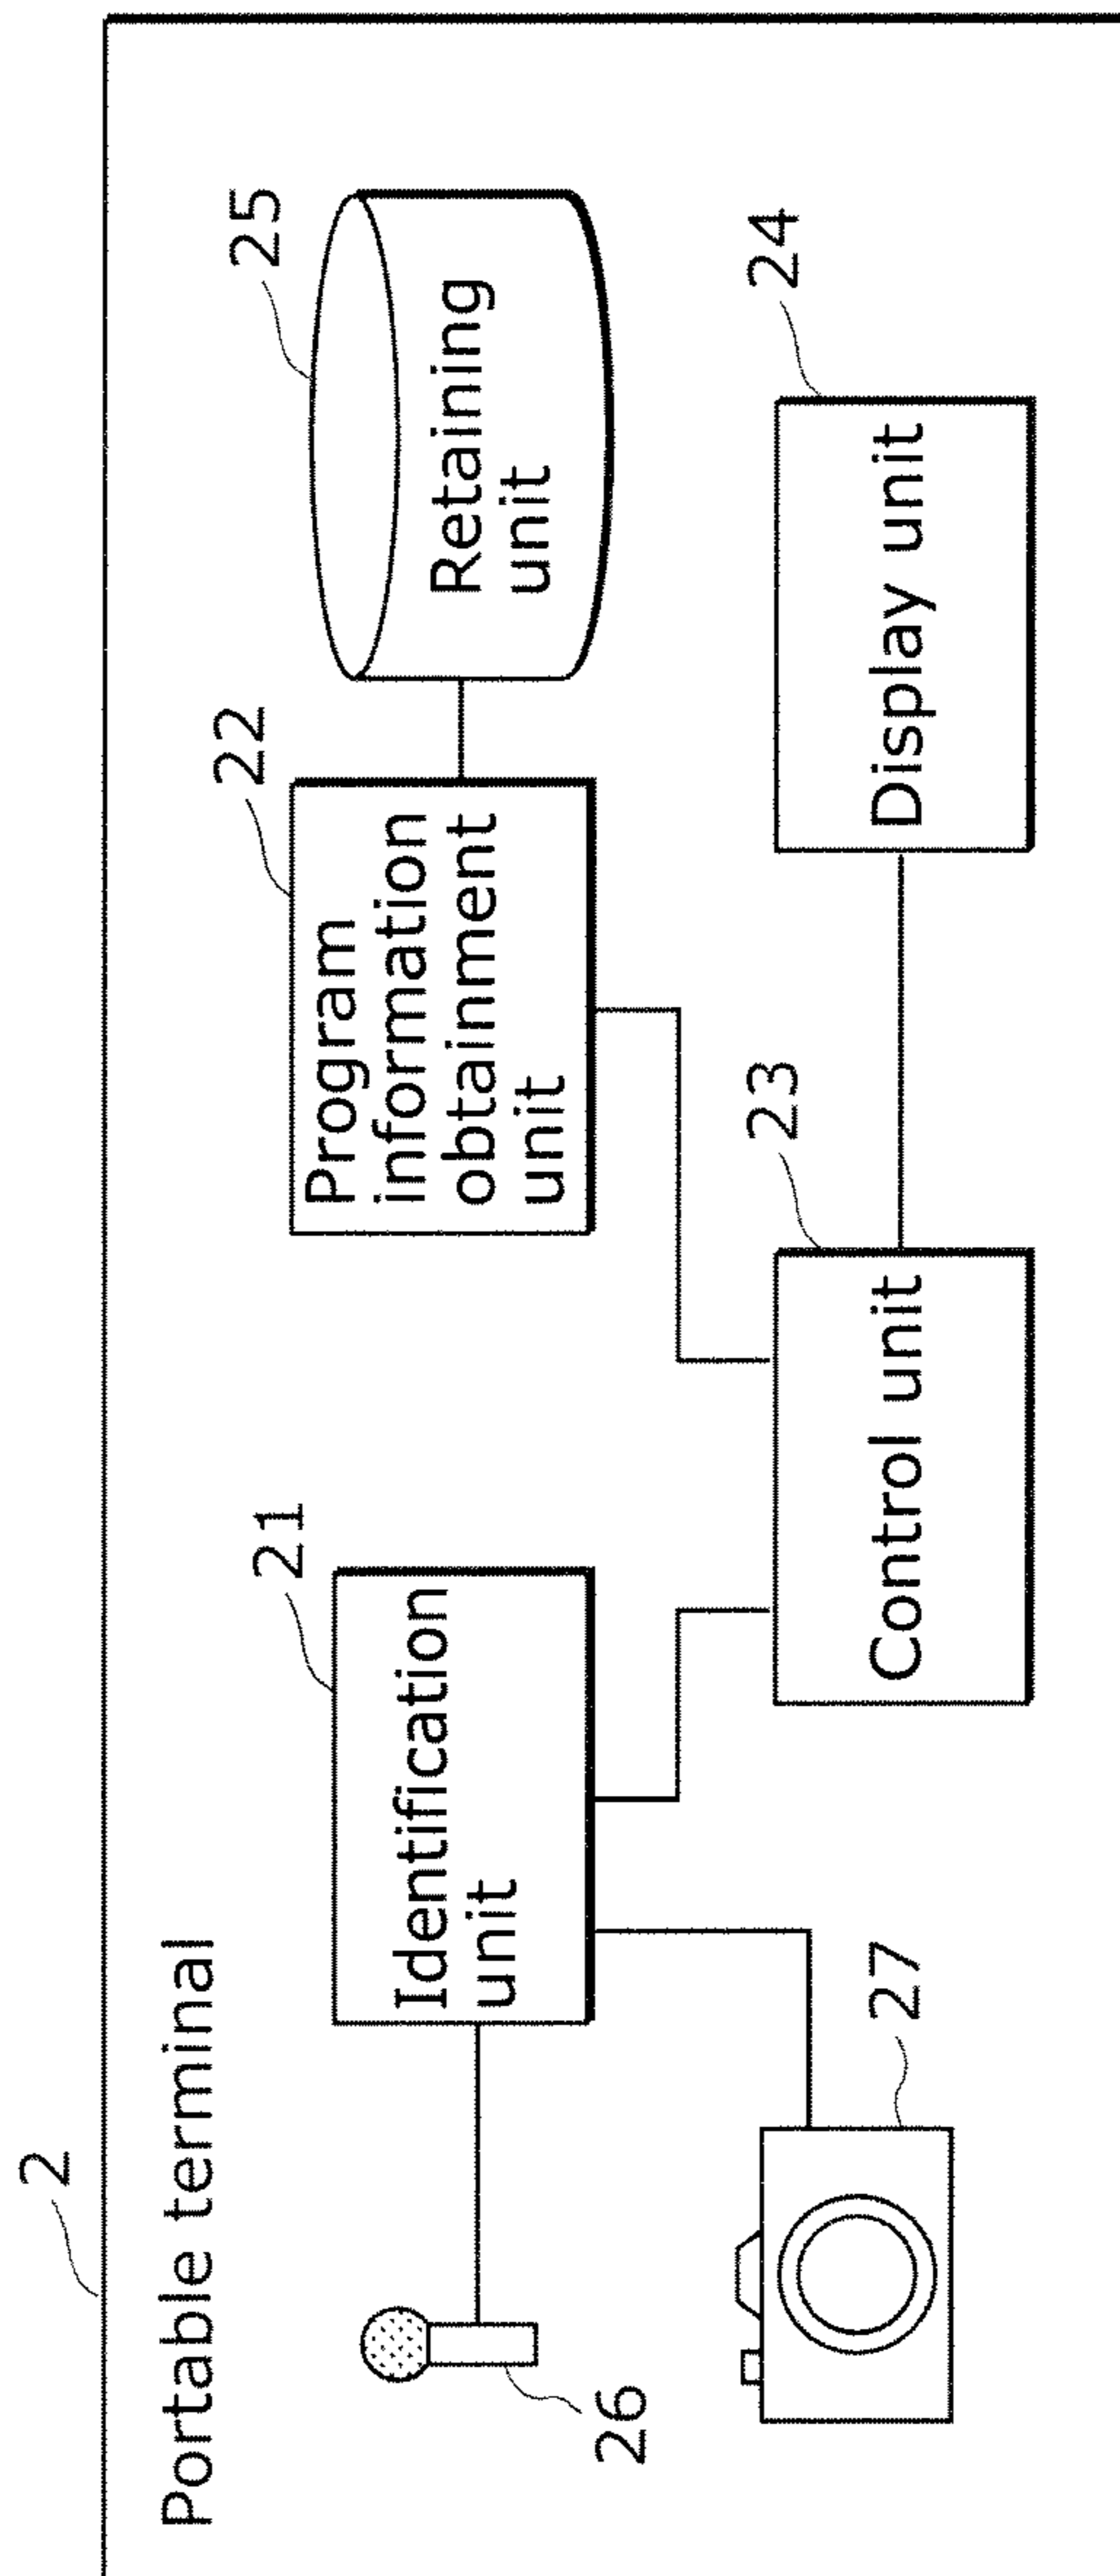 2
Portable terminal
21
Identification
unit
22
Program
information
obtainment
unit
25
Retaining
unit
26
27
23
Control unit
24
Display unit